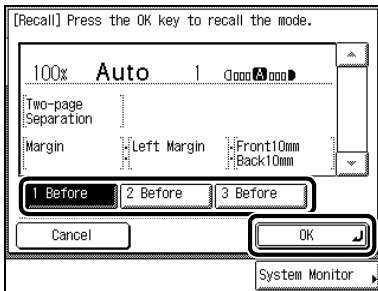 [Recall] Press the OK key to recall the mode.
100% Auto 1 A
Two-page
Separation
Margin Left Margin Front10mm
Back10mm
1 Before 2 Before 3 Before
Cancel OK
System Monitor